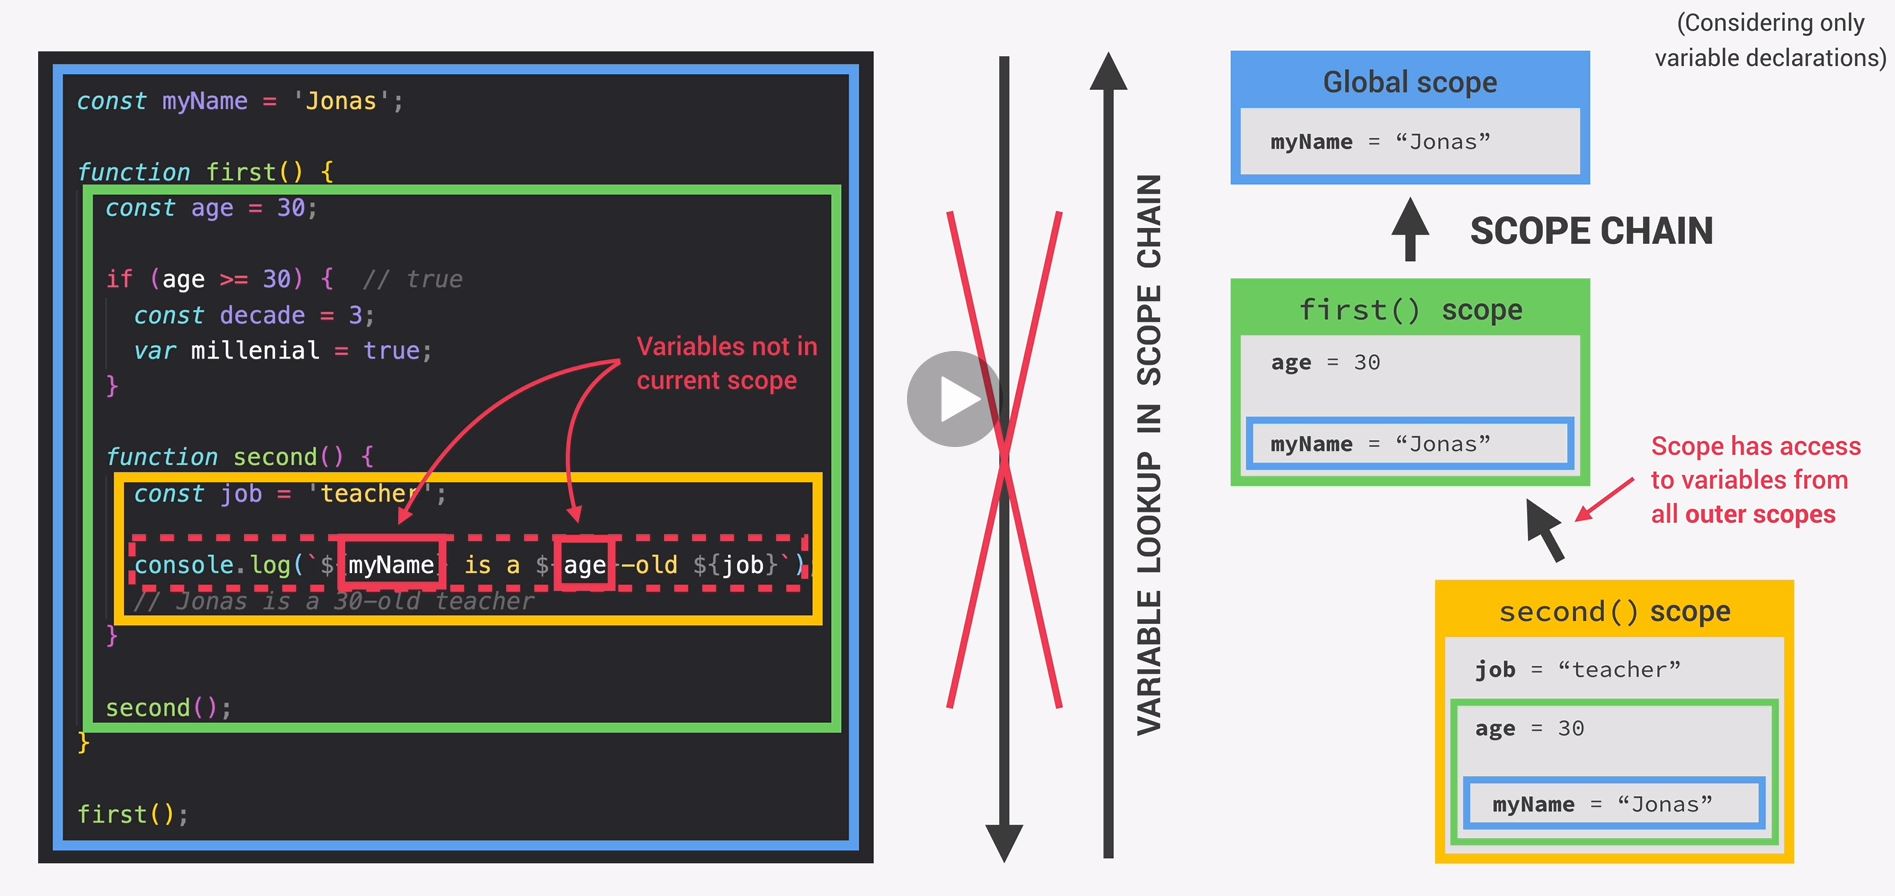 (Considering only
variable declarations)
const myName = 'Jonas';
function first() {
const age = 30;
if (age >= 30) { // true
const decade = 3;
var millenial = true;
}
Variables not in
current scope
function second() {
const job = 'teacher';
console.log(`${myName} is a ${age}-old ${job}`)
// Jonas is a 30-old teacher
}
second();
}
first();
VARIABLE LOOKUP IN SCOPE CHAIN
Global scope
myName = “Jonas”
SCOPE CHAIN
first() scope
age = 30
myName = “Jonas”
Scope has access
to variables from
all outer scopes
second() scope
job = “teacher”
age = 30
myName = “Jonas”